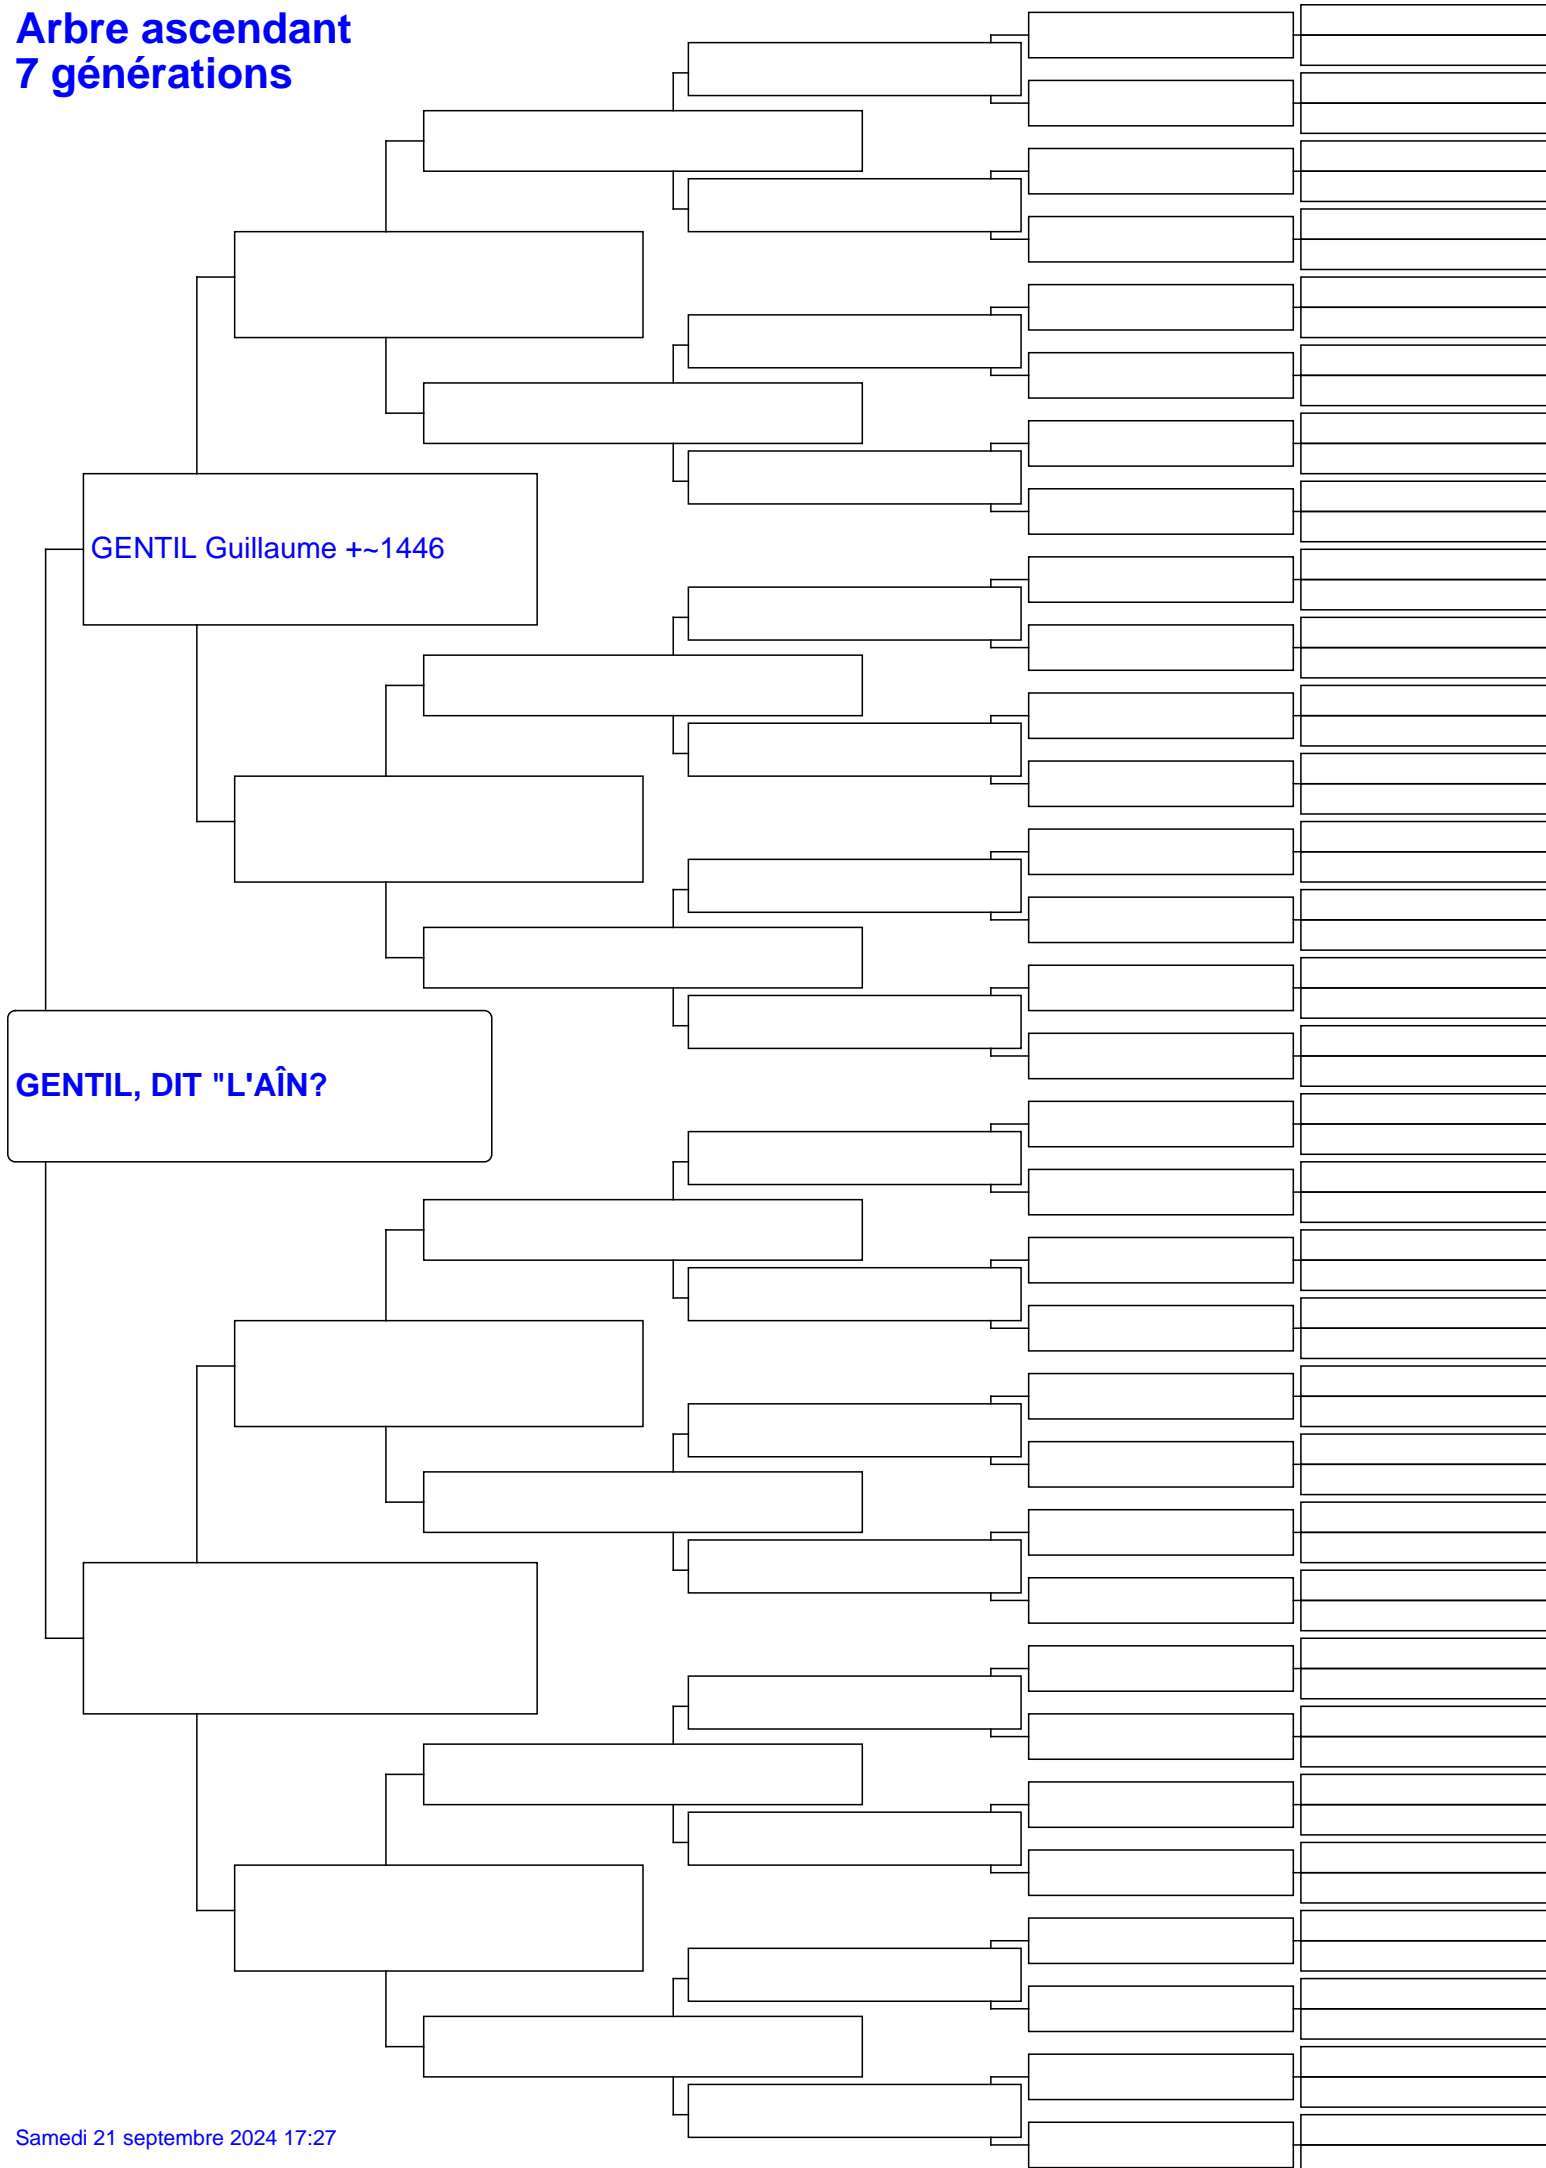 Arbre ascendant
7 générations
GENTIL Guillaume +~1446
GENTIL, DIT "L'AÎN?
Samedi 21 septembre 2024 17:27